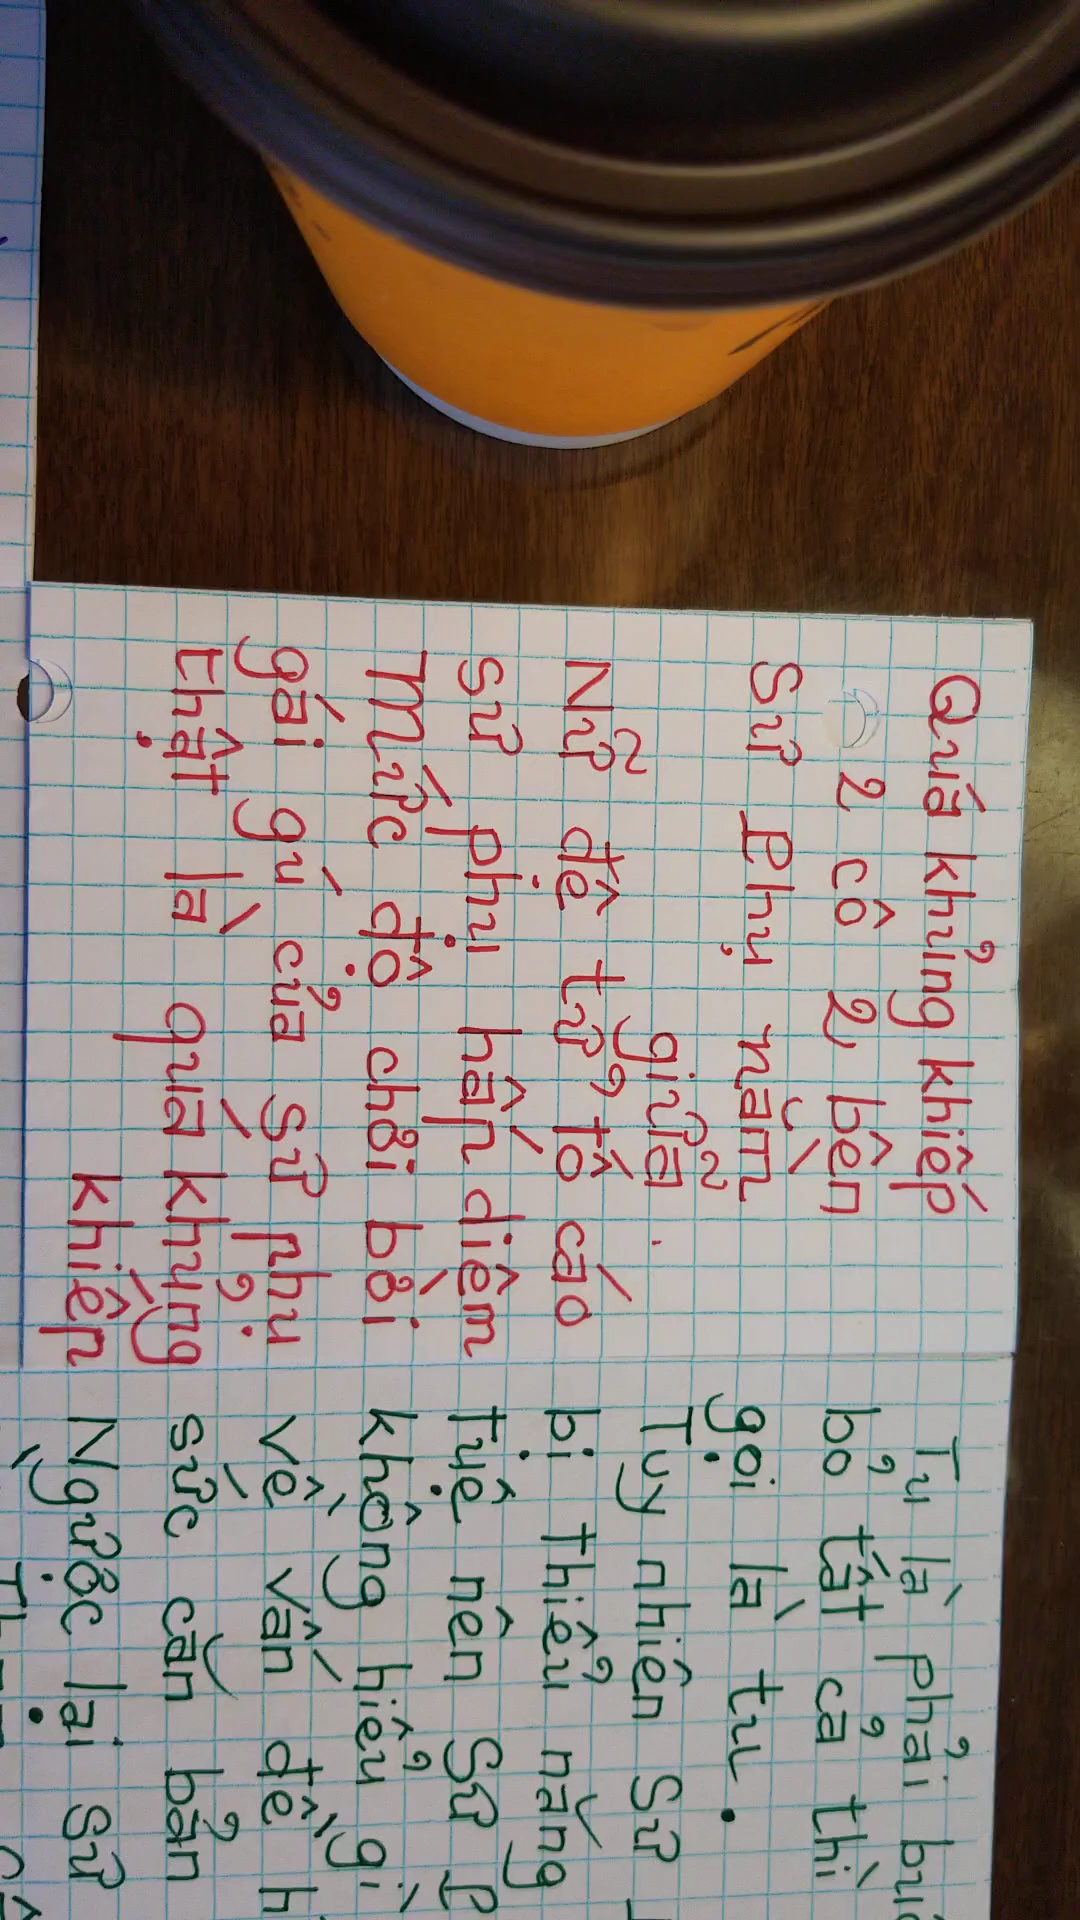 Quá khủng khiếp
2 cô 2 bên
Sư Phụ nằm
giữa.
Nữ đệ tử tố cáo
sư phụ hấp diêm
Mức độ chơi bời
gái gú của sư phụ
thật là quá khủng
khiếp
Tu là phải
bỏ tất cả thì
gọi là tu.
Tuy nhiên Sư
bị thiểu năng
tuệ nên Sư
không hiểu gì
về vấn đề
sức căn bản
Ngược lại Sư